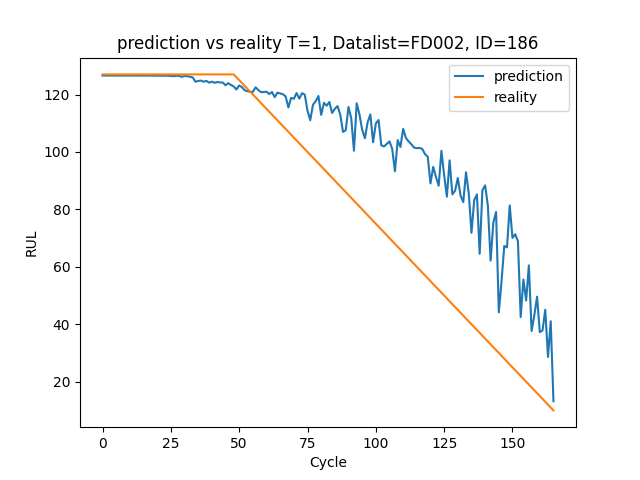 prediction vs reality T=1, Datalist=FD002, ID=186
prediction
reality
120
100
80
60
40
20
RUL
0 25 50 75 100 125 150
Cycle